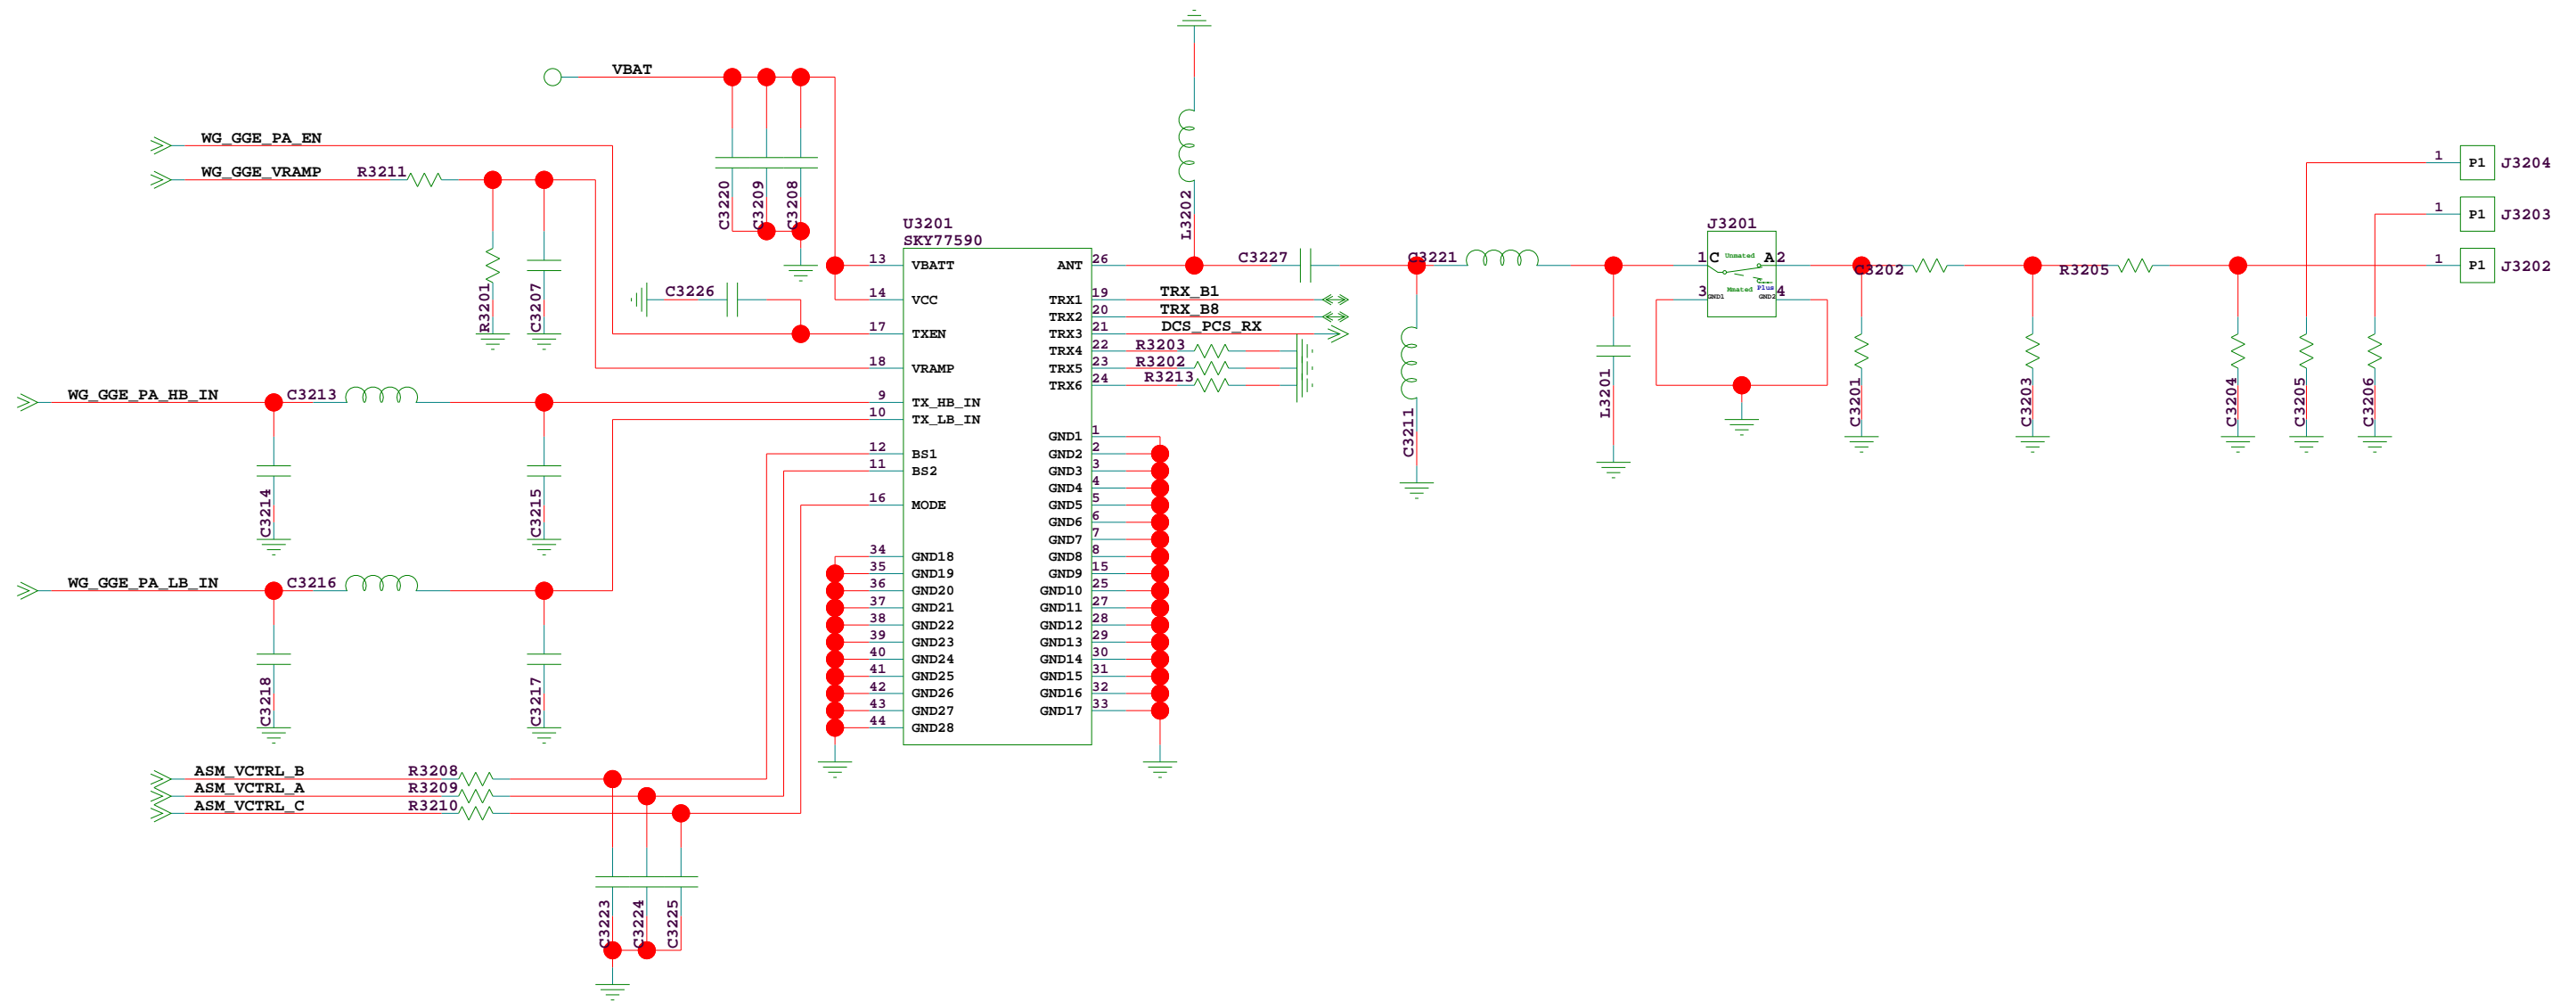 VBAT
WG_GGE_PA_EN
WG_GGE_VRAMP
R3211
R3201
C3207
C3220
C3209
C3208
C3226
WG_GGE_PA_HB_IN
C3213
C3214
C3215
WG_GGE_PA_LB_IN
C3216
C3218
C3217
ASM_VCTRL_B
R3208
ASM_VCTRL_A
R3209
ASM_VCTRL_C
R3210
C3223
C3224
C3225
U3201
SKY77590
13 VBATT
14 VCC
17 TXEN
18 VRAMP
9 TX_HB_IN
10 TX_LB_IN
12 BS1
11 BS2
16 MODE
34 GND18
35 GND19
36 GND20
37 GND21
38 GND22
39 GND23
40 GND24
41 GND25
42 GND26
43 GND27
44 GND28
ANT 26
TRX1 19
TRX2 20
TRX3 21
TRX4 22
TRX5 23
TRX6 24
GND1 1
GND2 2
GND3 3
GND4 4
GND5 5
GND6 6
GND7 7
GND8 8
GND9 15
GND10 25
GND11 27
GND12 28
GND13 29
GND14 30
GND15 31
GND16 32
GND17 33
L3202
C3227
TRX_B1
TRX_B8
DCS_PCS_RX
R3203
R3202
R3213
C3221
C3211
L3201
J3201
1 C
Unmated
A 2
Mmated
Plus
3 GND1
GND2 4
C3202
C3201
C3203
R3205
C3204
C3205
C3206
1 P1 J3204
1 P1 J3203
1 P1 J3202